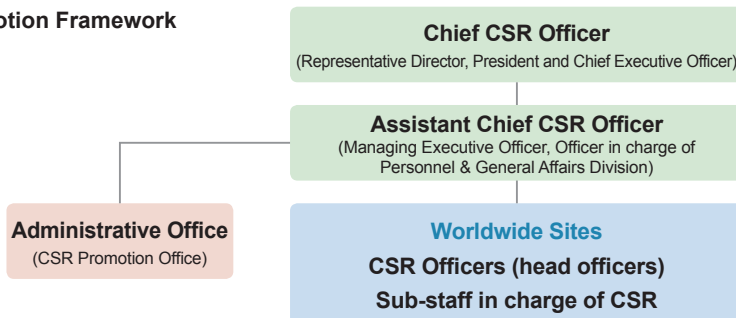 otion Framework
Chief CSR Officer
(Representative Director, President and Chief Executive Officer)
Assistant Chief CSR Officer
(Managing Executive Officer, Officer in charge of
Personnel & General Affairs Division)
Administrative Office
(CSR Promotion Office)
Worldwide Sites
CSR Officers (head officers)
Sub-staff in charge of CSR